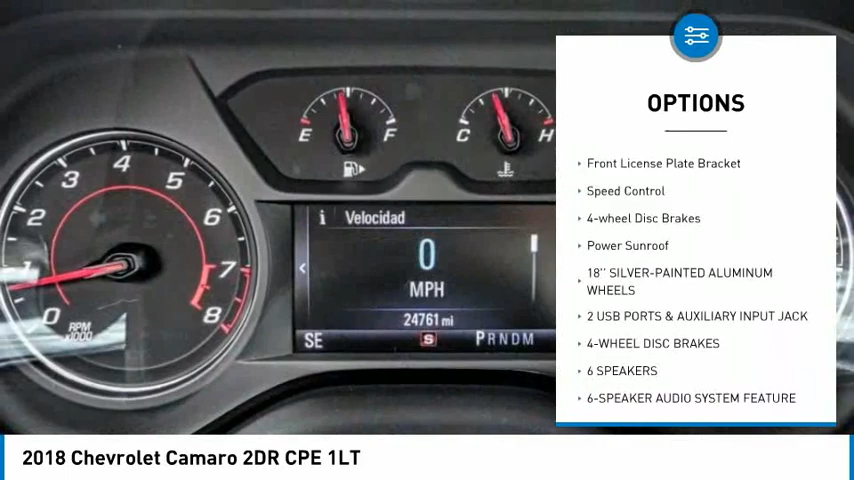 4
3
5
2
6
1
7
0
8
RPM
x1000
E
F
C
H
i Velocidad
0
MPH
24761 mi
SE
S
PRNDM
OPTIONS
Front License Plate Bracket
Speed Control
4-wheel Disc Brakes
Power Sunroof
18'' SILVER-PAINTED ALUMINUM
WHEELS
2 USB PORTS & AUXILIARY INPUT JACK
4-WHEEL DISC BRAKES
6 SPEAKERS
6-SPEAKER AUDIO SYSTEM FEATURE
2018 Chevrolet Camaro 2DR CPE 1LT